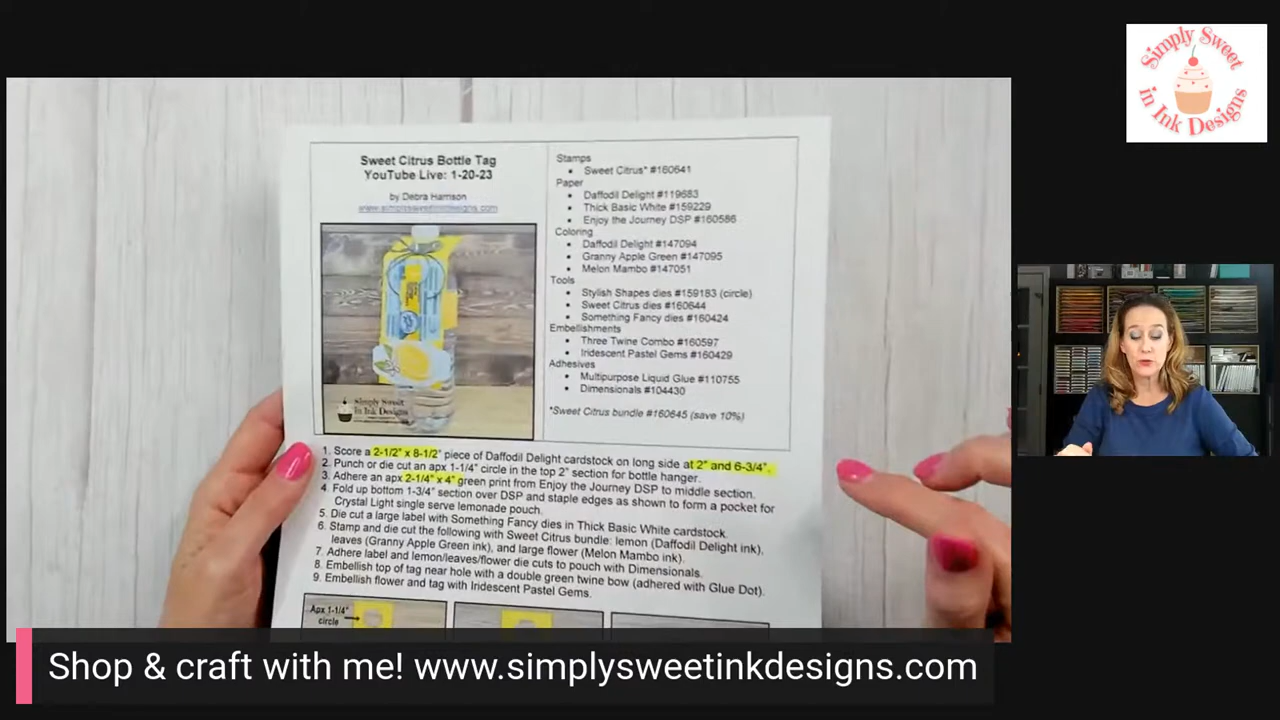 Simply Sweet
in Ink Designs
Sweet Citrus Bottle Tag
YouTube Live: 1-20-23
by Debra Harrison
www.simplysweetinkdesigns.com
Simply Sweet
In Ink Designs
Stamps
• Sweet Citrus* #160641
Paper
• Daffodil Delight #119683
• Thick Basic White #159229
• Enjoy the Journey DSP #160586
Coloring
• Daffodil Delight #147094
• Granny Apple Green #147095
• Melon Mambo #147051
Tools
• Stylish Shapes dies #159183 (circle)
• Sweet Citrus dies #160644
• Something Fancy dies #160424
Embellishments
• Three Twine Combo #160597
• Iridescent Pastel Gems #160429
Adhesives
• Multipurpose Liquid Glue #110755
• Dimensionals #104430
*Sweet Citrus bundle #160645 (save 10%)
1. Score a 2-1/2" x 8-1/2" piece of Daffodil Delight cardstock on long side at 2" and 6-3/4".
2. Punch or die cut an apx 1-1/4" circle in the top 2" section for bottle hanger.
3. Adhere an apx 2-1/4" x 4" green print from Enjoy the Journey DSP to middle section.
4. Fold up bottom 1-3/4" section over DSP and staple edges as shown to form a pocket for
Crystal Light single serve lemonade pouch.
5. Die cut a large label with Something Fancy dies in Thick Basic White cardstock.
6. Stamp and die cut the following with Sweet Citrus bundle: lemon (Daffodil Delight ink),
leaves (Granny Apple Green ink), and large flower (Melon Mambo ink).
7. Adhere label and lemon/leaves/flower die cuts to pouch with Dimensionals.
8. Embellish top of tag near hole with a double green twine bow (adhered with Glue Dot).
9. Embellish flower and tag with Iridescent Pastel Gems.
Apx 1-1/4"
circle
Shop & craft with me! www.simplysweetinkdesigns.com